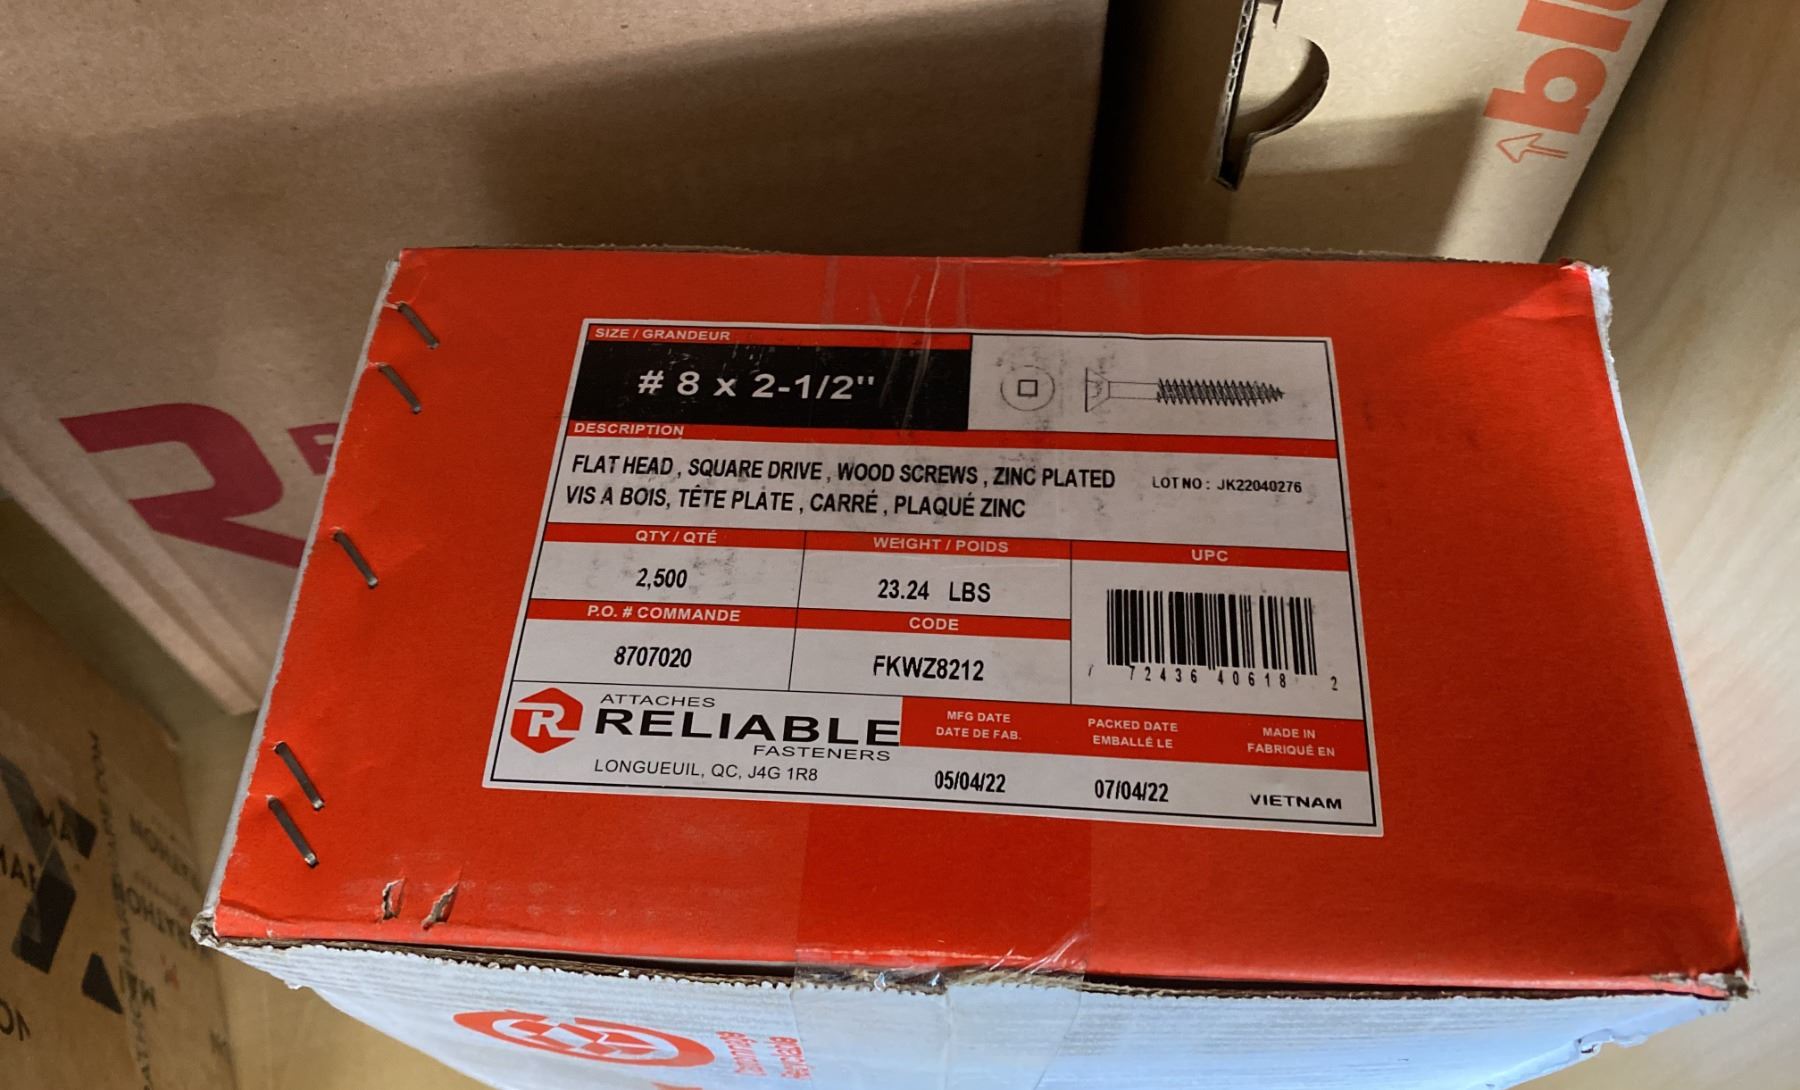 blu
SIZE / GRANDEUR
# 8 x 2-1/2"
DESCRIPTION
FLAT HEAD , SQUARE DRIVE , WOOD SCREWS , ZINC PLATED
LOT NO : JK22040276
VIS A BOIS, TÊTE PLATE , CARRÉ , PLAQUÉ ZINC
QTY / QTÉ
WEIGHT / POIDS
UPC
2,500
23.24 LBS
P.O. # COMMANDE
CODE
8707020
FKWZ8212
7 72436 40618 2
R
ATTACHES
RELIABLE
FASTENERS
LONGUEUIL, QC, J4G 1R8
MFG DATE
DATE DE FAB.
PACKED DATE
EMBALLÉ LE
MADE IN
FABRIQUÉ EN
05/04/22
07/04/22
VIETNAM